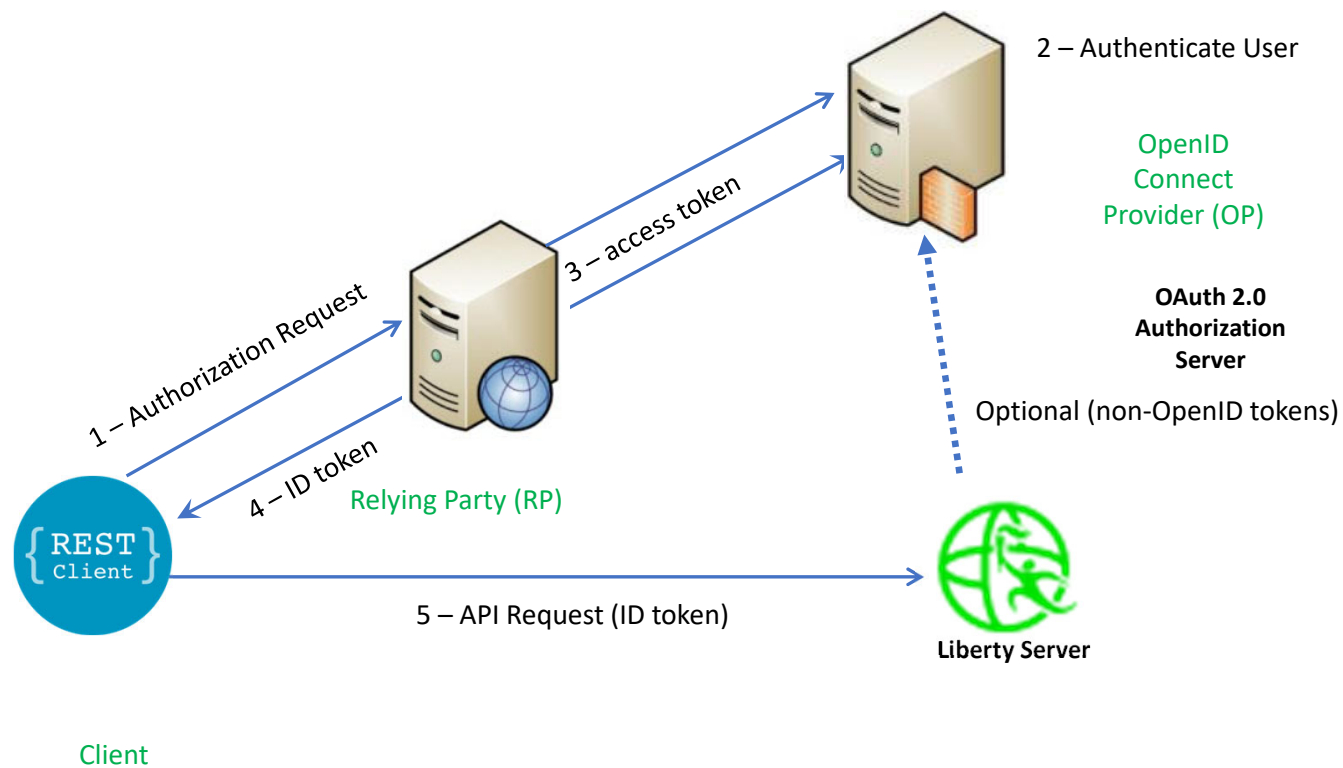 2 – Authenticate User
OpenID
Connect
Provider (OP)
3 – access token
OAuth 2.0
Authorization
Server
1 – Authorization Request
Optional (non-OpenID tokens)
4 – ID token
Relying Party (RP)
{ REST
Client }
5 – API Request (ID token)
Liberty Server
Client